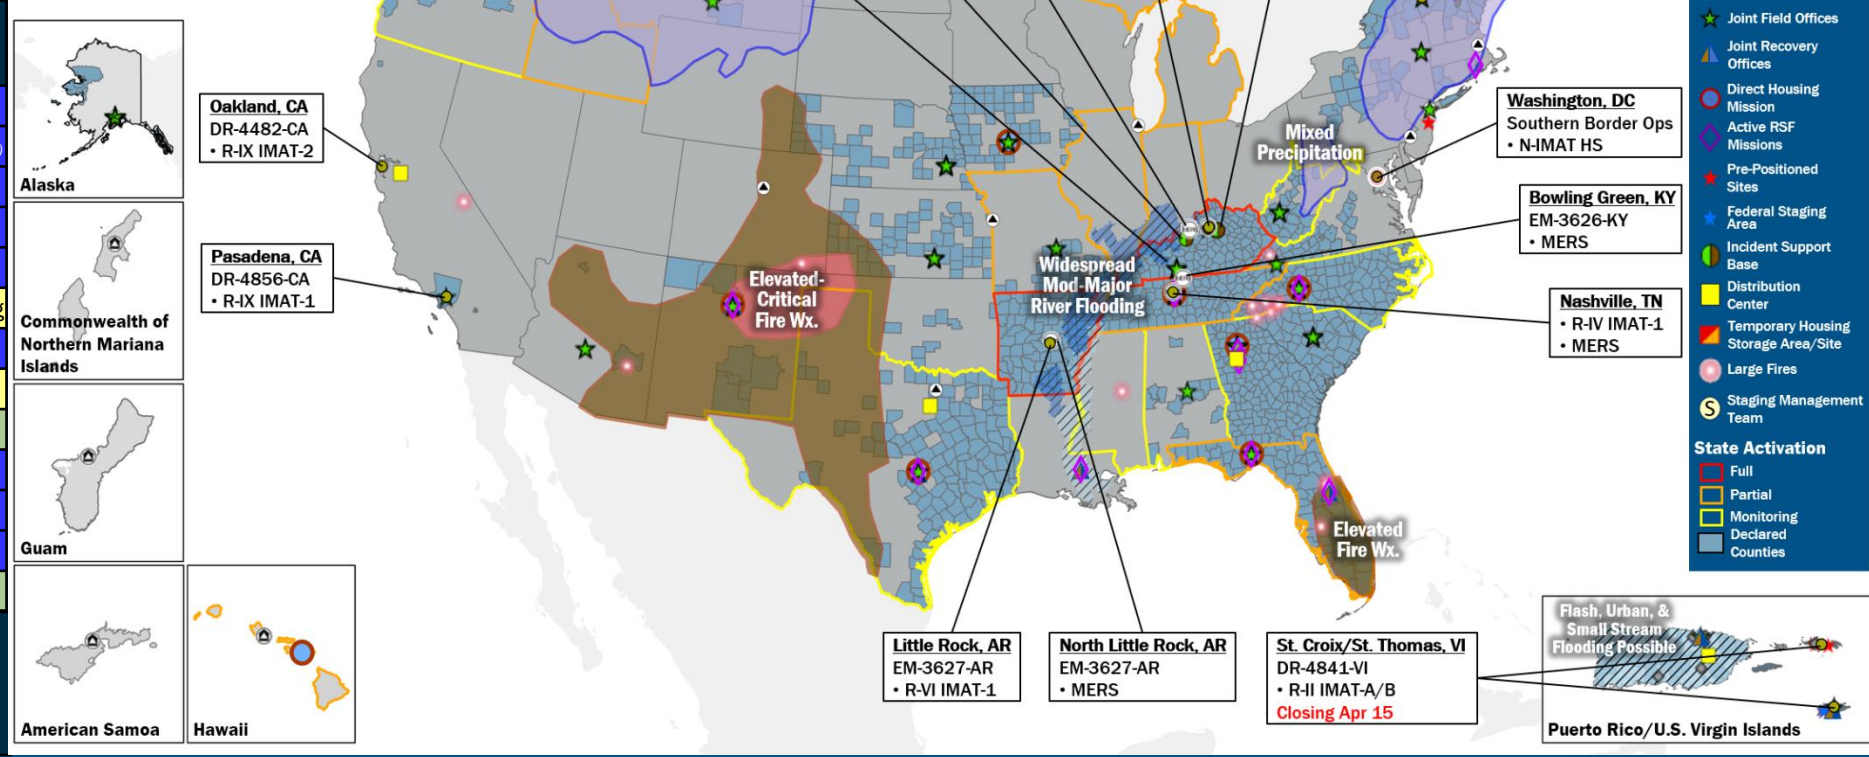 Alaska
Commonwealth of
Northern Mariana
Islands
Guam
American Samoa
Hawaii
Oakland, CA
DR-4482-CA
• R-IX IMAT-2
Pasadena, CA
DR-4856-CA
• R-IX IMAT-1
Elevated-
Critical
Fire Wx.
Widespread
Mod-Major
River Flooding
Mixed
Precipitation
MERS
MERS
Elevated
Fire Wx.
Washington, DC
Southern Border Ops
• N-IMAT HS
Bowling Green, KY
EM-3626-KY
• MERS
Nashville, TN
• R-IV IMAT-1
• MERS
Little Rock, AR
EM-3627-AR
• R-VI IMAT-1
North Little Rock, AR
EM-3627-AR
• MERS
St. Croix/St. Thomas, VI
DR-4841-VI
• R-II IMAT-A/B
Closing Apr 15
Flash, Urban, &
Small Stream
Flooding Possible
Puerto Rico/U.S. Virgin Islands
Joint Field Offices
Joint Recovery
Offices
Direct Housing
Mission
Active RSF
Missions
Pre-Positioned
Sites
Federal Staging
Area
Incident Support
Base
Distribution
Center
Temporary Housing
Storage Area/Site
Large Fires
S
Staging Management
Team
State Activation
Full
Partial
Monitoring
Declared
Counties